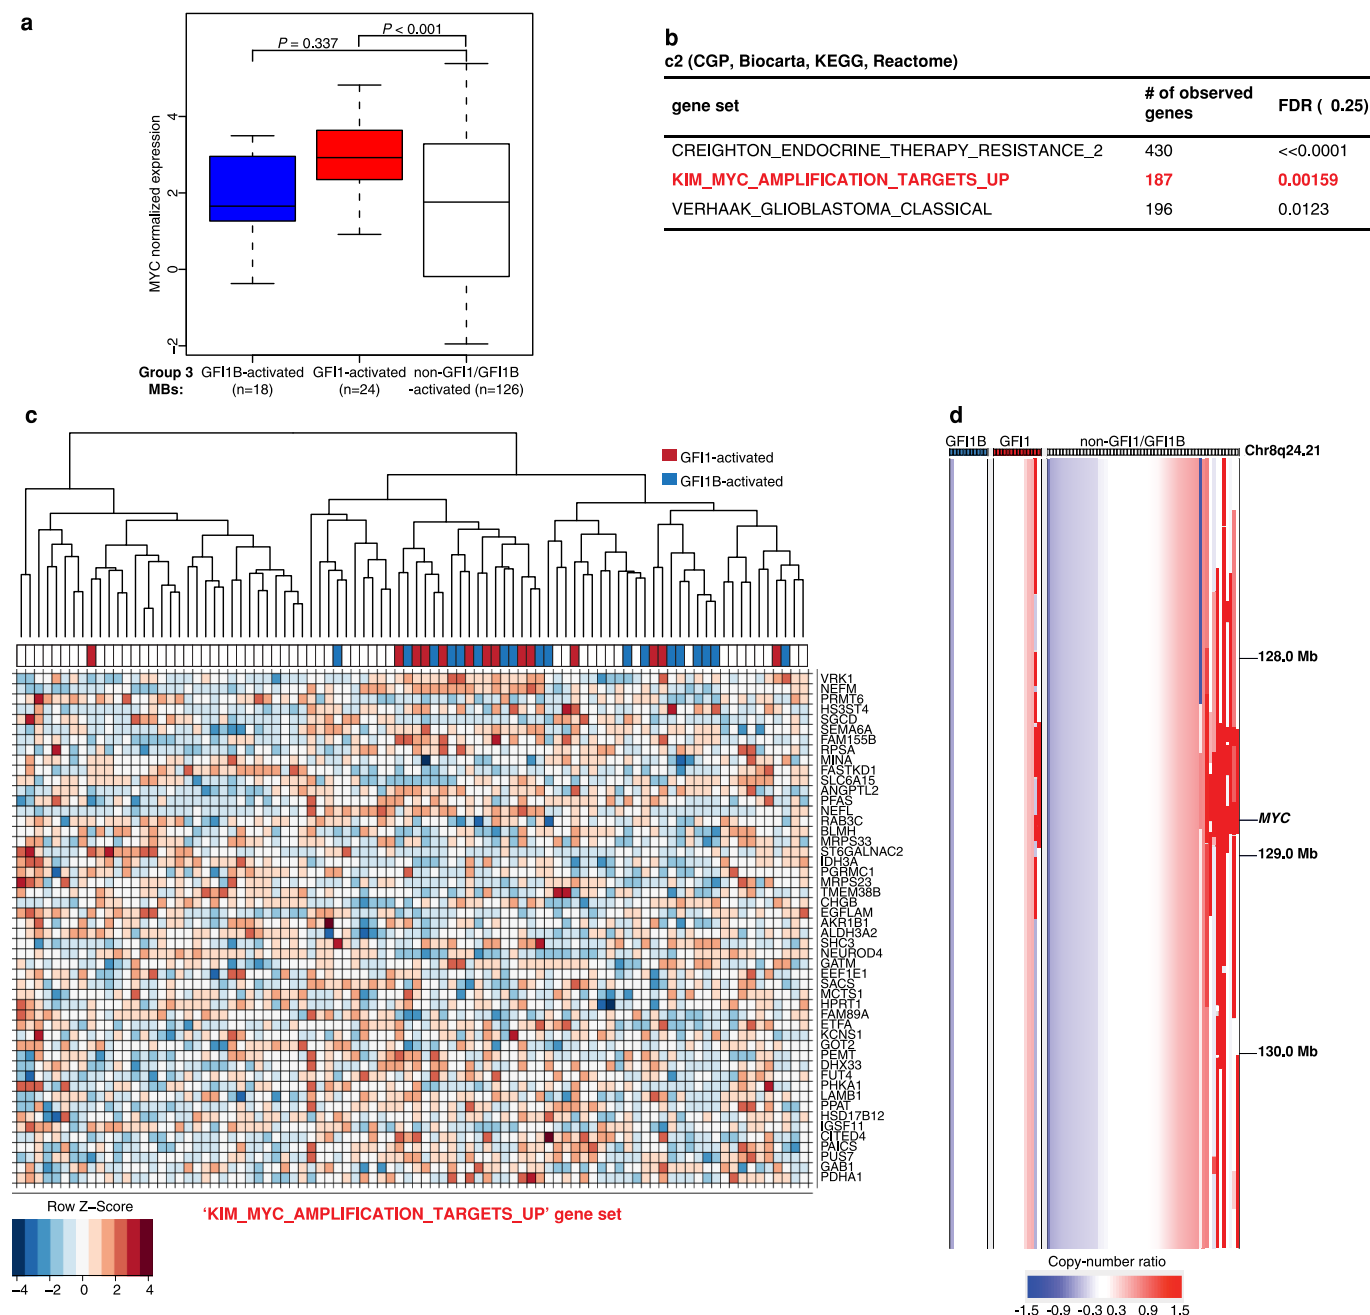 a
P < 0.001
P = 0.337
MYC normalized expression
4
2
0
−2
Group 3 MBs:
GFI1B-activated (n=18)
GFI1-activated (n=24)
non-GFI1/GFI1B -activated (n=126)
b
c2 (CGP, Biocarta, KEGG, Reactome)
gene set # of observed genes FDR ( 0.25)
CREIGHTON_ENDOCRINE_THERAPY_RESISTANCE_2 430 <<0.0001
KIM_MYC_AMPLIFICATION_TARGETS_UP 187 0.00159
VERHAAK_GLIOBLASTOMA_CLASSICAL 196 0.0123
c
GFI1-activated
GFI1B-activated
VRK1
NEFM
PRMT6
HS3ST4
SGCD
SEMA6A
FAM155B
RPSA
MINA
FASTKD1
SLC6A15
ANGPTL2
PFAS
NEFL
RAB3C
BLMH
MRPS33
ST6GALNAC2
IDH3A
PGRMC1
MRPS23
TMEM38B
CHGB
EGFLAM
AKR1B1
ALDH3A2
SHC3
NEUROD4
GATM
EEF1E1
SACS
MCTS1
HPRT1
FAM89A
ETFA
KCNS1
GOT2
PEMT
DHX33
FUT4
PHKA1
LAMB1
PPAT
HSD17B12
IGSF11
CITED4
PAICS
PUS7
GAB1
PDHA1
Row Z−Score
−4 −2 0 2 4
'KIM_MYC_AMPLIFICATION_TARGETS_UP' gene set
d
GFI1B GFI1 non-GFI1/GFI1B Chr8q24.21
128.0 Mb
MYC
129.0 Mb
130.0 Mb
Copy-number ratio
-1.5 -0.9 -0.3 0.3 0.9 1.5